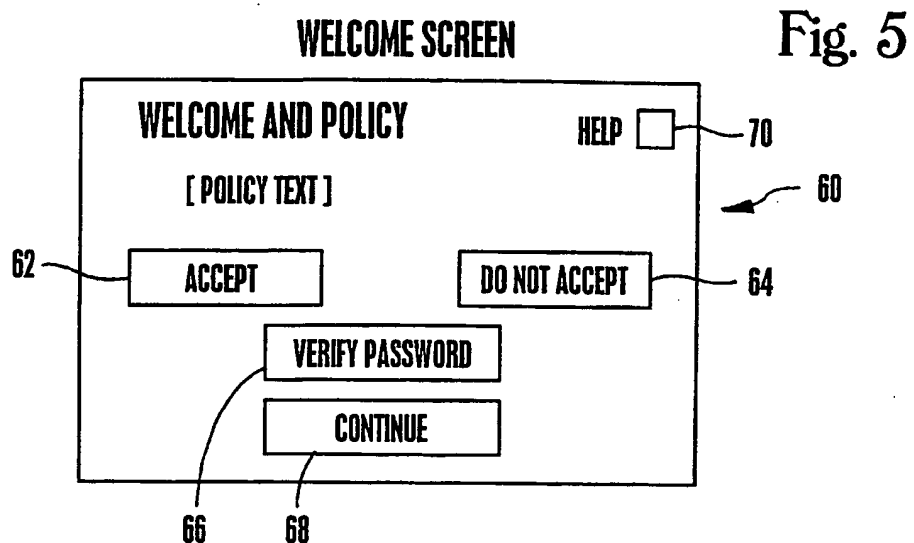 WELCOME SCREEN
Fig. 5
WELCOME AND POLICY
HELP
70
[ POLICY TEXT ]
60
62
ACCEPT
DO NOT ACCEPT
64
VERIFY PASSWORD
CONTINUE
66
68